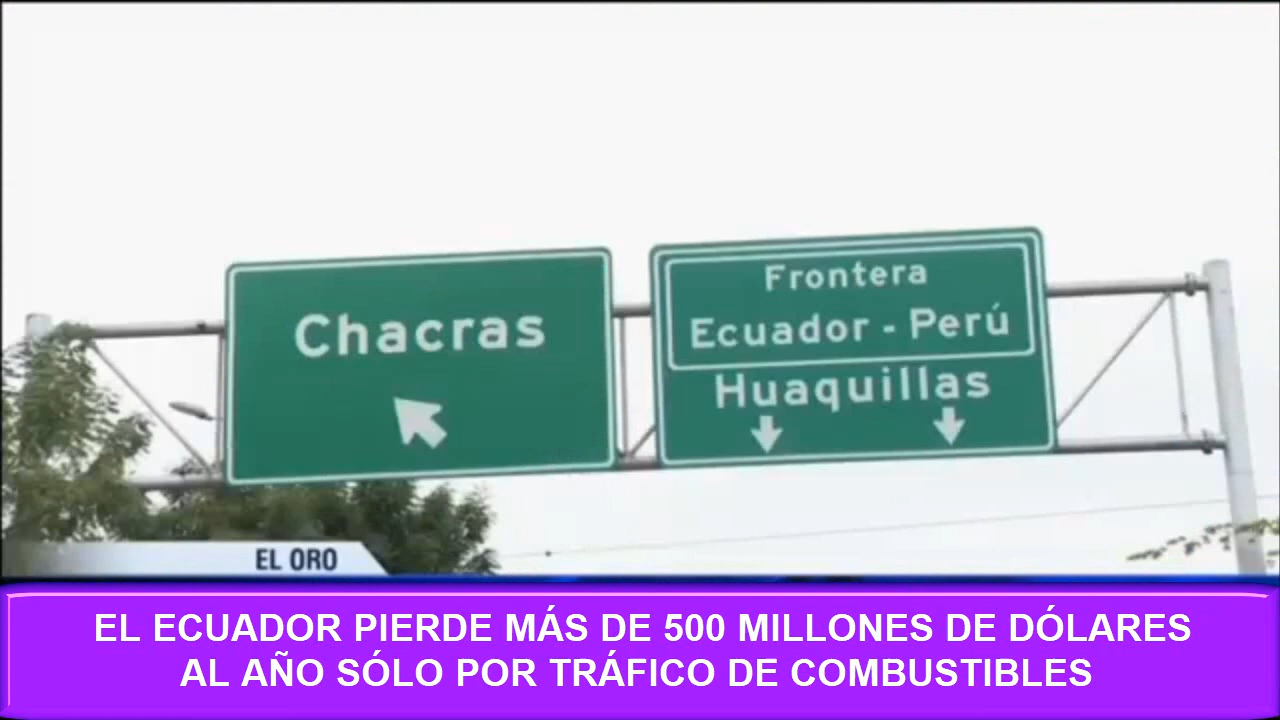 Chacras
Frontera
Ecuador - Perú
Huaquillas
EL ORO
EL ECUADOR PIERDE MÁS DE 500 MILLONES DE DÓLARES
AL AÑO SÓLO POR TRÁFICO DE COMBUSTIBLES